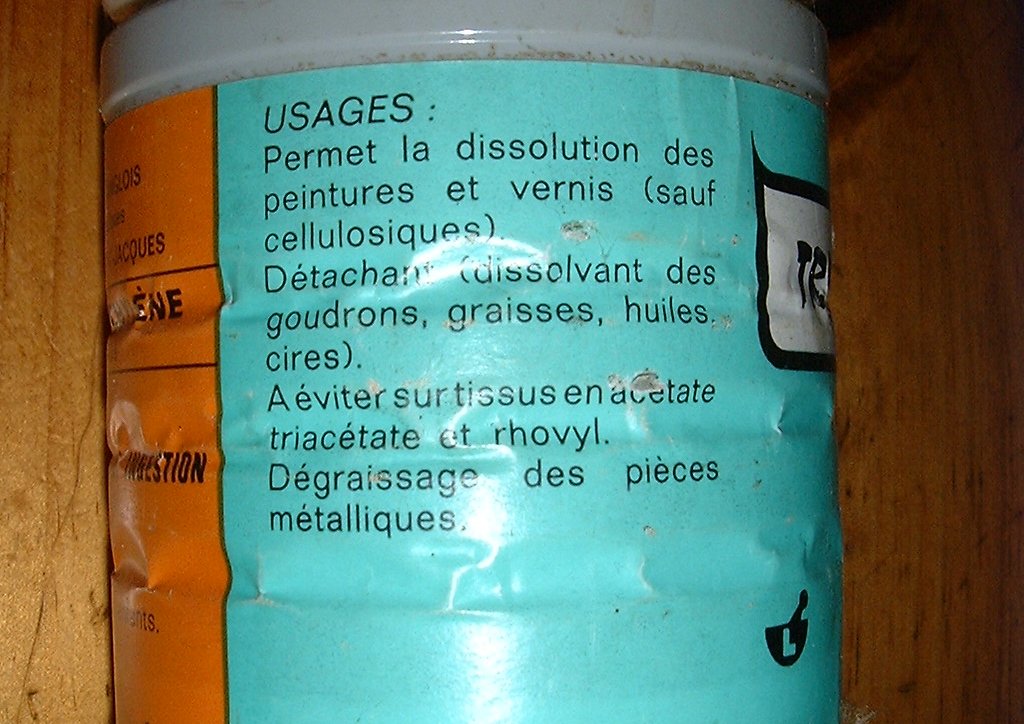 USAGES :
Permet la dissolution des
peintures et vernis (sauf
cellulosiques)
Détachant (dissolvant des
goudrons, graisses, huiles,
cires).
A éviter sur tissus en acétate
triacétate et rhovyl.
Dégraissage des pièces
métalliques.
JACQUES
L